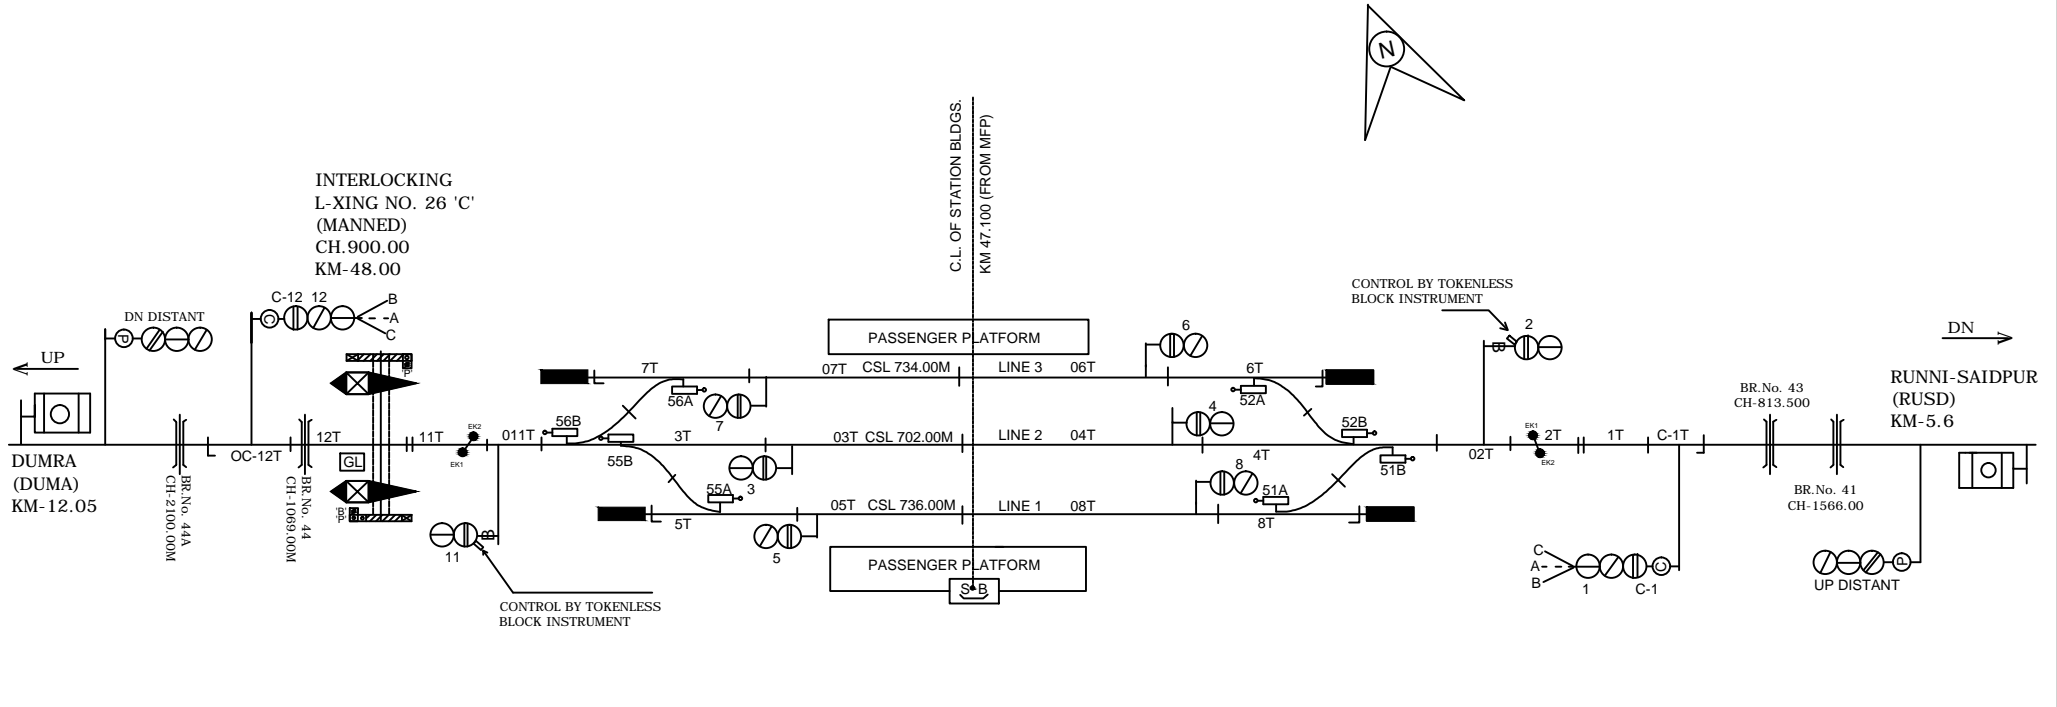 N
C.L. OF STATION BLDGS.
KM 47.100 (FROM MFP)
INTERLOCKING
L-XING NO. 26 'C'
(MANNED)
CH.900.00
KM-48.00
CONTROL BY TOKENLESS
BLOCK INSTRUMENT
C-12 12
B
A
C
C
DN DISTANT
P
UP
DN
2
B
6
PASSENGER PLATFORM
'P'
7T
07T CSL 734.00M LINE 3 06T
6T
56A
52A
7
4
56B
52B
RUNNI-SAIDPUR
(RUSD)
KM-5.6
BR.No. 43
CH-813.500
EK2
EK1
OC-12T
12T
11T
011T
3T
03T CSL 702.00M LINE 2 04T
4T
02T
EK1
EK2
2T
1T
C-1T
55B
51B
DUMRA
(DUMA)
KM-12.05
BR.No. 44A
CH-2100.00M
BR.No. 44
CH-1069.00M
GL
3
8
55A
51A
BR.No. 41
CH-1566.00
'B'
'P'
5T
05T CSL 736.00M LINE 1 08T
8T
11
B
5
PASSENGER PLATFORM
S B
C
A
B
1
C-1
C
P
UP DISTANT
CONTROL BY TOKENLESS
BLOCK INSTRUMENT